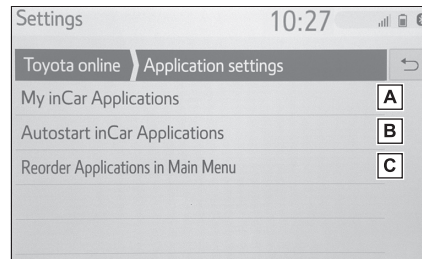 Settings 10:27
Toyota online Application settings
My inCar Applications A
Autostart inCar Applications B
Reorder Applications in Main Menu C